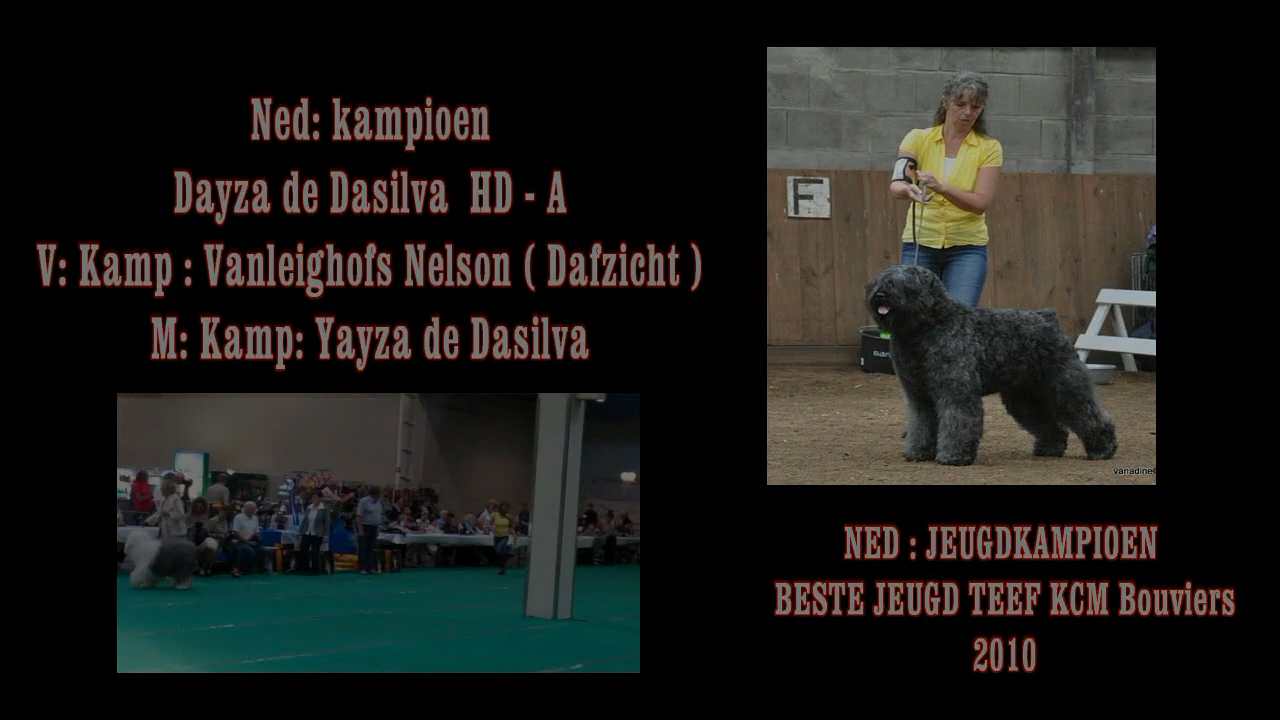 Ned: kampioen
Dayza de Dasilva HD - A
V: Kamp : Vanleighofs Nelson ( Dafzicht )
M: Kamp: Yayza de Dasilva
F
NED : JEUGDKAMPIOEN
BESTE JEUGD TEEF KCM Bouviers
2010